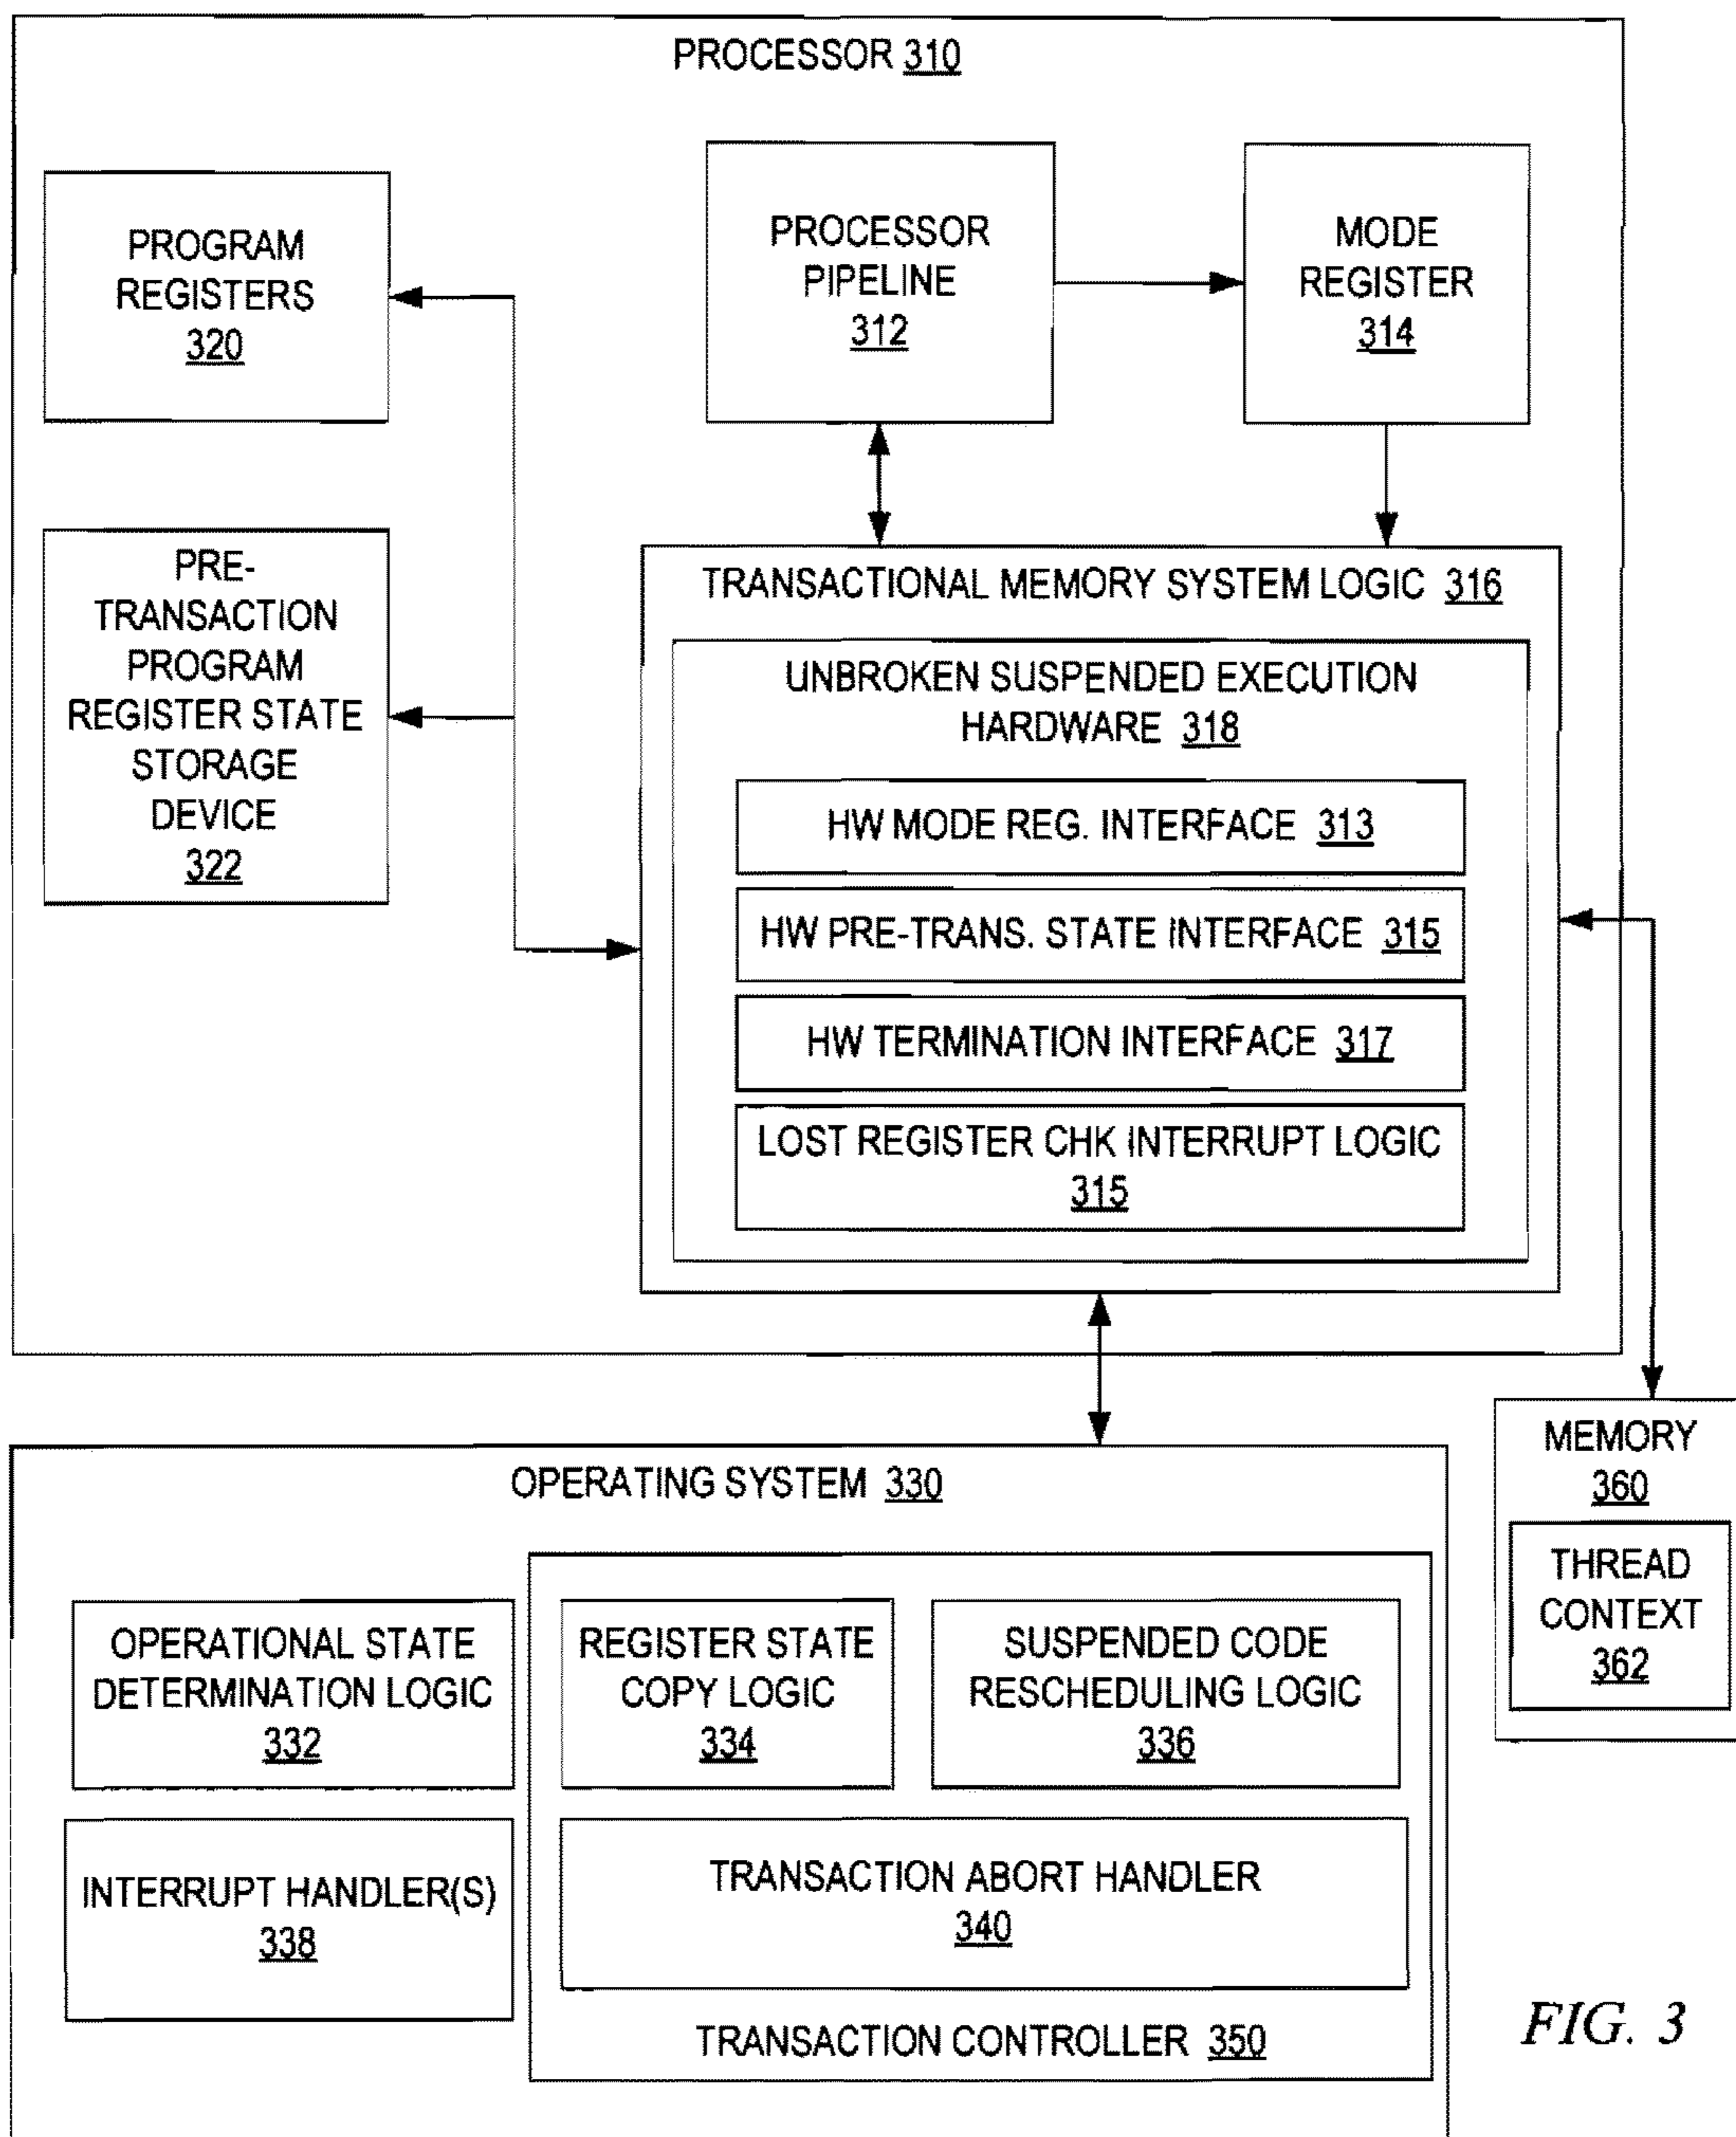 PROCESSOR 310
PROGRAM
REGISTERS
320
PROCESSOR
PIPELINE
312
MODE
REGISTER
314
PRE-
TRANSACTION
PROGRAM
REGISTER STATE
STORAGE
DEVICE
322
TRANSACTIONAL MEMORY SYSTEM LOGIC 316
UNBROKEN SUSPENDED EXECUTION
HARDWARE 318
HW MODE REG. INTERFACE 313
HW PRE-TRANS. STATE INTERFACE 315
HW TERMINATION INTERFACE 317
LOST REGISTER CHK INTERRUPT LOGIC
315
OPERATING SYSTEM 330
OPERATIONAL STATE
DETERMINATION LOGIC
332
REGISTER STATE
COPY LOGIC
334
SUSPENDED CODE
RESCHEDULING LOGIC
336
INTERRUPT HANDLER(S)
338
TRANSACTION ABORT HANDLER
340
TRANSACTION CONTROLLER 350
MEMORY
360
THREAD
CONTEXT
362
FIG. 3